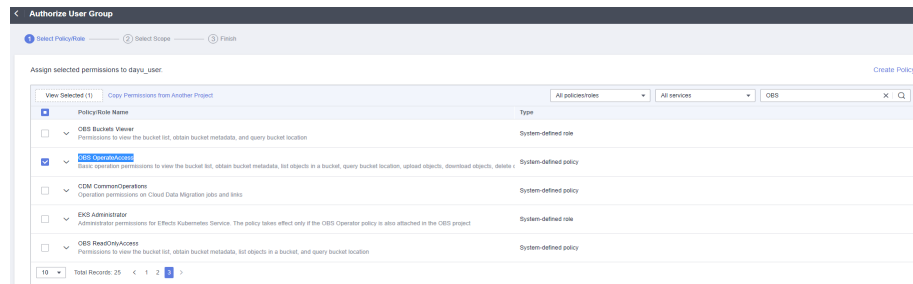 Authorize User Group
1 Select Policy/Role 2 Select Scope 3 Finish
Assign selected permissions to dayu_user.
Create Policy
View Selected (1) Copy Permissions from Another Project All policies/roles All services OBS
Policy/Role Name Type
OBS Buckets Viewer
Permissions to view the bucket list, obtain bucket metadata, and query bucket location
System-defined role
OBS OperateAccess
Basic operation permissions to view the bucket list, obtain bucket metadata, list objects in a bucket, query bucket location, upload objects, download objects, delete
System-defined policy
CDM CommonOperations
Operation permissions on Cloud Data Migration jobs and links
System-defined policy
EKS Administrator
Administrator permissions for Effects Kubernetes Service. The policy takes effect only if the OBS Operator policy is also attached in the OBS project
System-defined role
OBS ReadOnlyAccess
Permissions to view the bucket list, obtain bucket metadata, list objects in a bucket, and query bucket location
System-defined policy
10 Total Records: 25 < 1 2 3 >